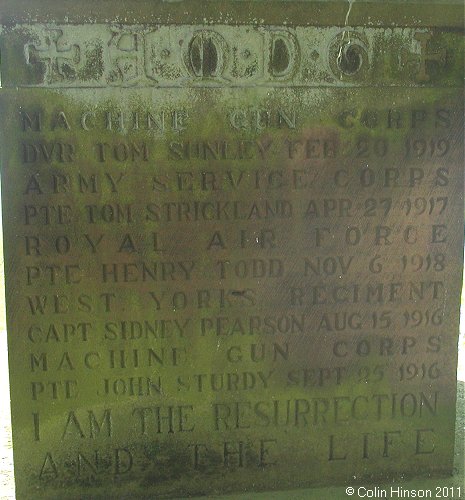 ✠ A·O·D·G ✠
MACHINE GUN CORPS
DVR TOM SUNLEY FEB 20 1919
ARMY SERVICE CORPS
PTE TOM STRICKLAND APR 27 1917
ROYAL AIR FORCE
PTE HENRY TODD NOV 6 1918
WEST YORKS REGIMENT
CAPT SIDNEY PEARSON AUG 15 1916
MACHINE GUN CORPS
PTE JOHN STURDY SEPT 25 1916
I AM THE RESURRECTION
AND THE LIFE
© Colin Hinson 2011